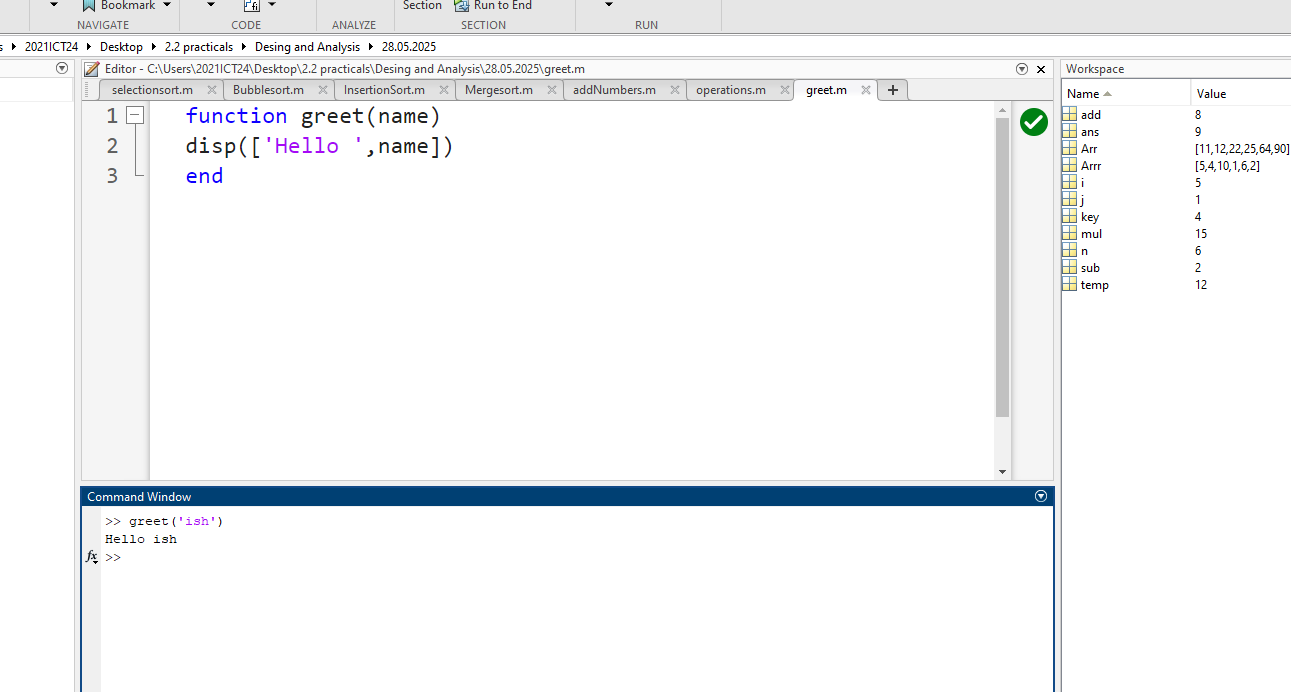 Bookmark
Section
Run to End
NAVIGATE
CODE
ANALYZE
SECTION
RUN
s ▸ 2021ICT24 ▸ Desktop ▸ 2.2 practicals ▸ Desing and Analysis ▸ 28.05.2025
Editor - C:\Users\2021ICT24\Desktop\2.2 practicals\Desing and Analysis\28.05.2025\greet.m
selectionsort.m Bubblesort.m InsertionSort.m Mergesort.m addNumbers.m operations.m greet.m +
1 function greet(name)
2 disp(['Hello ',name])
3 end
Command Window
>> greet('ish')
Hello ish
fx >>
Workspace
Name Value
add 8
ans 9
Arr [11,12,22,25,64,90]
Arrr [5,4,10,1,6,2]
i 5
j 1
key 4
mul 15
n 6
sub 2
temp 12